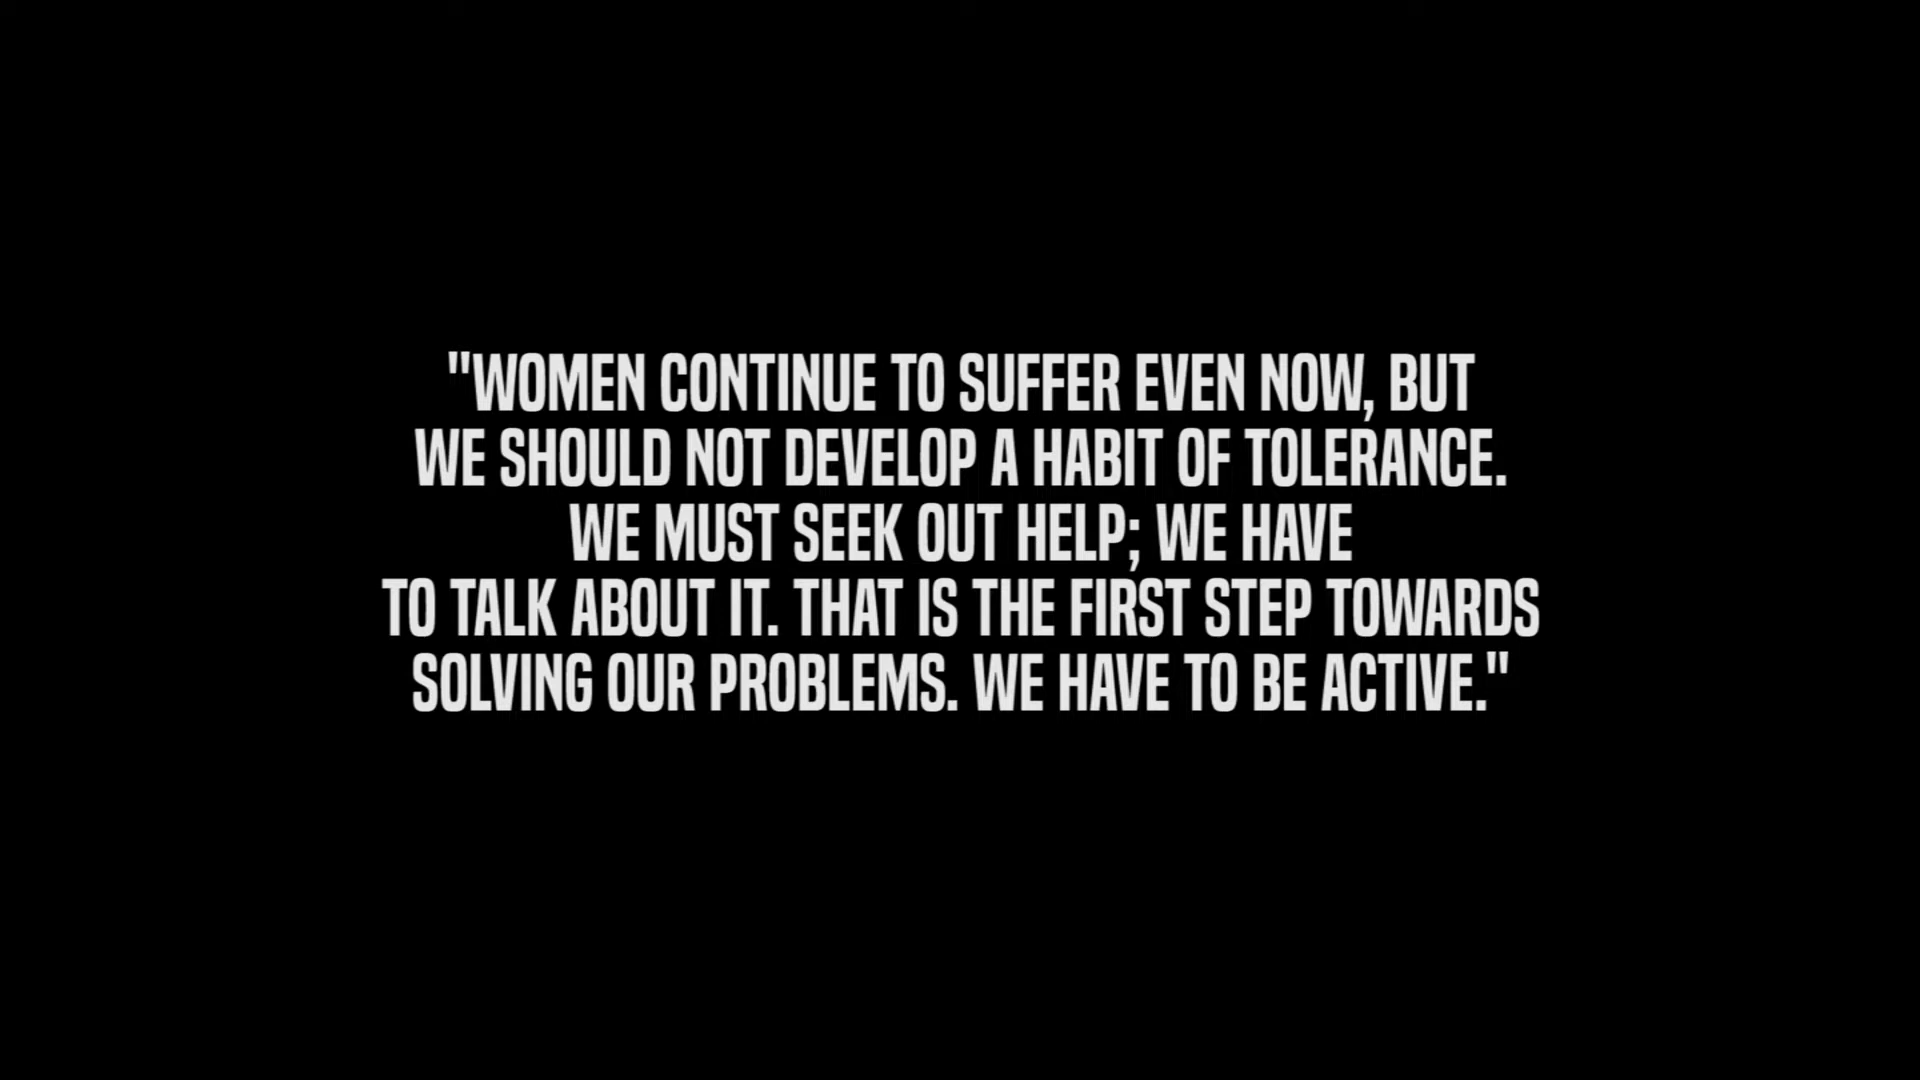 "WOMEN CONTINUE TO SUFFER EVEN NOW, BUT
WE SHOULD NOT DEVELOP A HABIT OF TOLERANCE.
WE MUST SEEK OUT HELP; WE HAVE
TO TALK ABOUT IT. THAT IS THE FIRST STEP TOWARDS
SOLVING OUR PROBLEMS. WE HAVE TO BE ACTIVE."